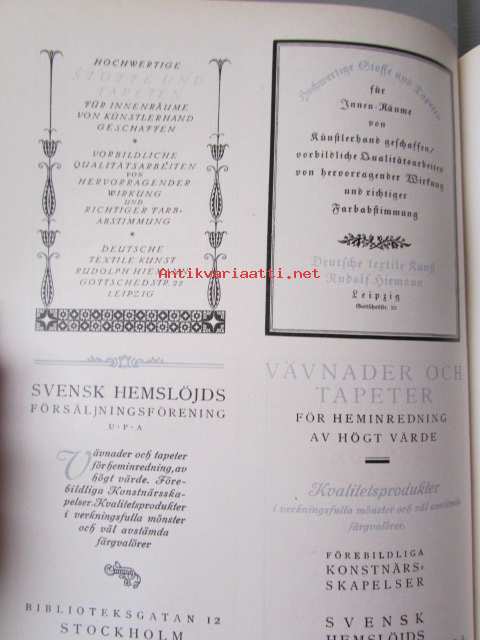 HOCHWERTIGE
STOFFE UND
TAPETEN
FÜR INNENRÄUME
VON KÜNSTLERHAND
GESCHAFFEN
VORBILDLICHE
QUALITÄTSARBEITEN
VON
HERVORRAGENDER
WIRKUNG
UND
RICHTIGER FARB-
ABSTIMMUNG
DEUTSCHE
TEXTILE KUNST
RUDOLPH HIEMANN
GOTTSCHEDSTR. 22
LEIPZIG
Hochwertige Stoffe und Tapeten
für
Innen-Räume
von
Künstlerhand geschaffen/
vorbildliche Qualitätsarbeiten
von hervorragender Wirkung
und richtiger
Farbabstimmung
Deutsche textile Kunst
Rudolf Hiemann
Leipzig
Gottschedstr. 22
Antikvariaatti.net
SVENSK HEMSLÖJDS
FÖRSÄLJNINGSFÖRENING
U·P·A
Vävnader och tapeter
för heminredning, av
högt värde. Före-
bildliga Konstnärsska-
pelser. Kvalitetsprodukter
i verkningsfulla mönster
och väl avstämda
färgvalörer
BIBLIOTEKSGATAN 12
STOCKHOLM
VÄVNADER OCH
TAPETER
FÖR HEMINREDNING
AV HÖGT VÄRDE
Kvalitetsprodukter
i verkningsfulla mönster och väl avstämda
färgvalörer.
FÖREBILDLIGA
KONSTNÄRS-
SKAPELSER
SVENSK
HEMSLÖJDS